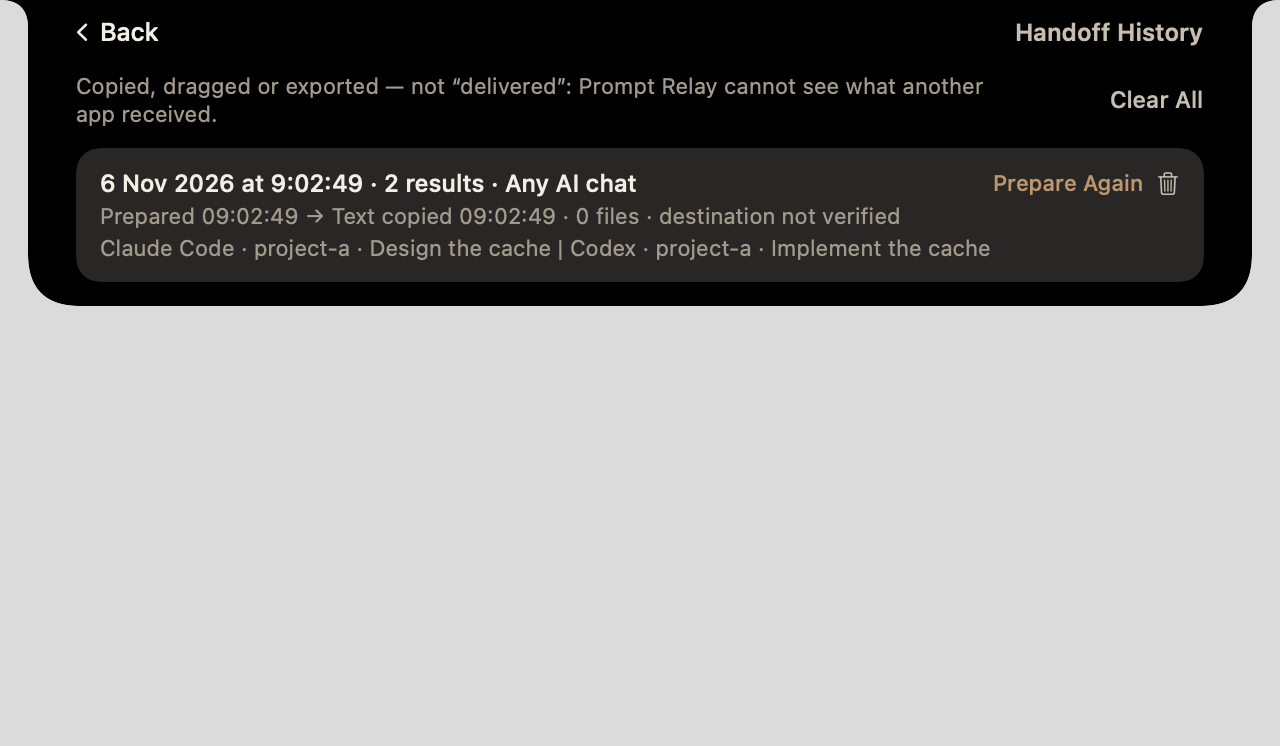 Back
Handoff History
Copied, dragged or exported — not “delivered”: Prompt Relay cannot see what another
app received.
Clear All
6 Nov 2026 at 9:02:49 · 2 results · Any AI chat
Prepare Again
Prepared 09:02:49 → Text copied 09:02:49 · 0 files · destination not verified
Claude Code · project-a · Design the cache | Codex · project-a · Implement the cache